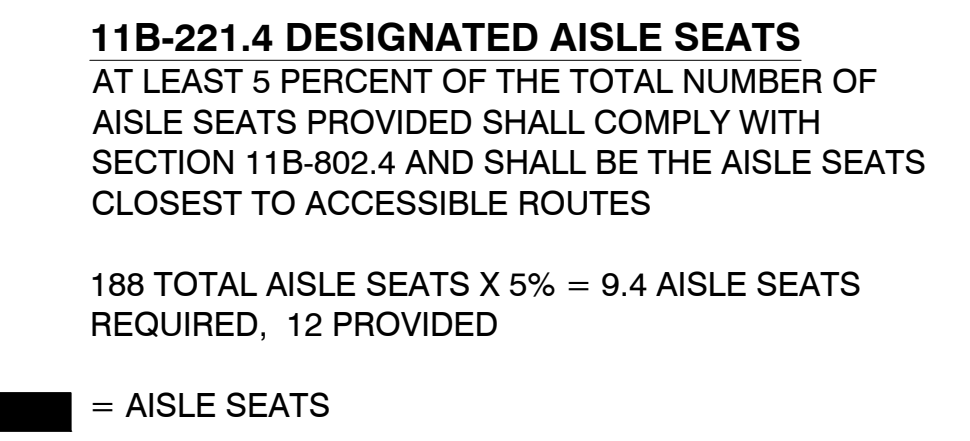 11B-221.4 DESIGNATED AISLE SEATS
AT LEAST 5 PERCENT OF THE TOTAL NUMBER OF
AISLE SEATS PROVIDED SHALL COMPLY WITH
SECTION 11B-802.4 AND SHALL BE THE AISLE SEATS
CLOSEST TO ACCESSIBLE ROUTES
188 TOTAL AISLE SEATS X 5% = 9.4 AISLE SEATS
REQUIRED, 12 PROVIDED
= AISLE SEATS